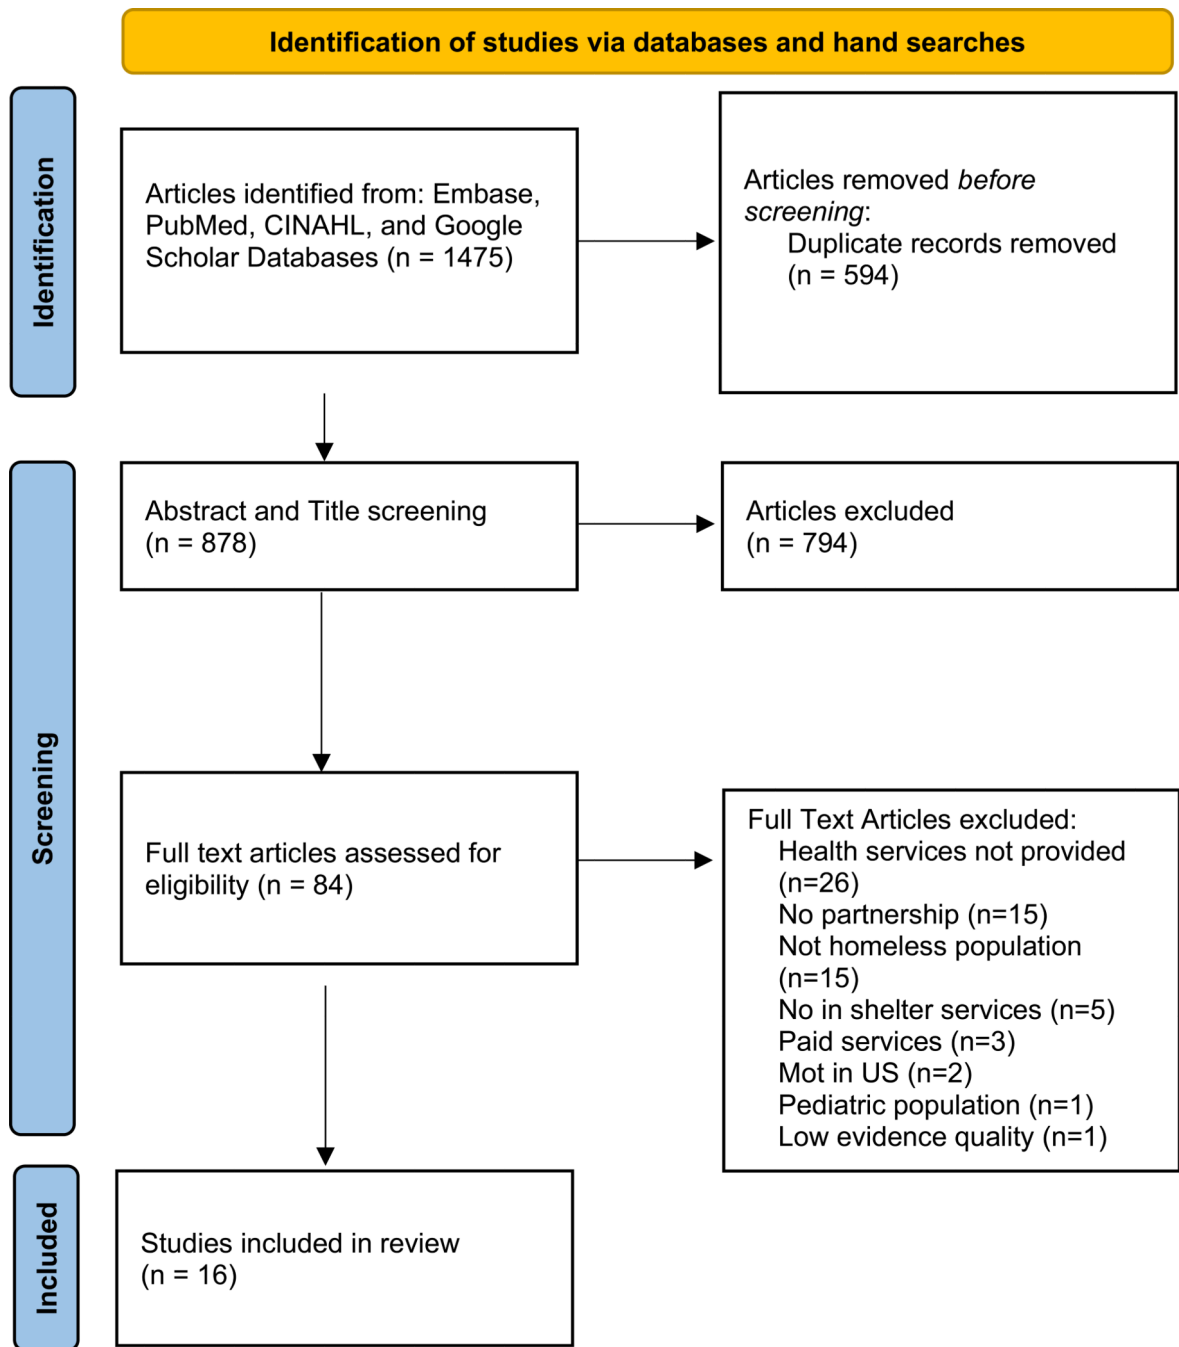 Identification of studies via databases and hand searches
Identification
Articles identified from: Embase,
PubMed, CINAHL, and Google
Scholar Databases (n = 1475)
Articles removed before
screening:
Duplicate records removed
(n = 594)
Screening
Abstract and Title screening
(n = 878)
Articles excluded
(n = 794)
Full text articles assessed for
eligibility (n = 84)
Full Text Articles excluded:
Health services not provided
(n=26)
No partnership (n=15)
Not homeless population
(n=15)
No in shelter services (n=5)
Paid services (n=3)
Mot in US (n=2)
Pediatric population (n=1)
Low evidence quality (n=1)
Included
Studies included in review
(n = 16)